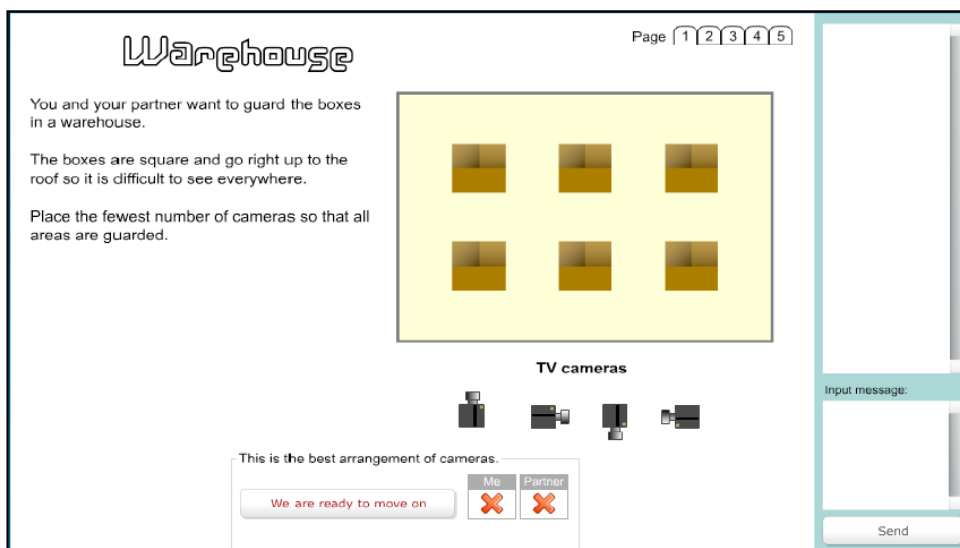 Warehouse
Page 1 2 3 4 5
You and your partner want to guard the boxes
in a warehouse.
The boxes are square and go right up to the
roof so it is difficult to see everywhere.
Place the fewest number of cameras so that all
areas are guarded.
TV cameras
This is the best arrangement of cameras.
We are ready to move on
Me Partner
Input message:
Send